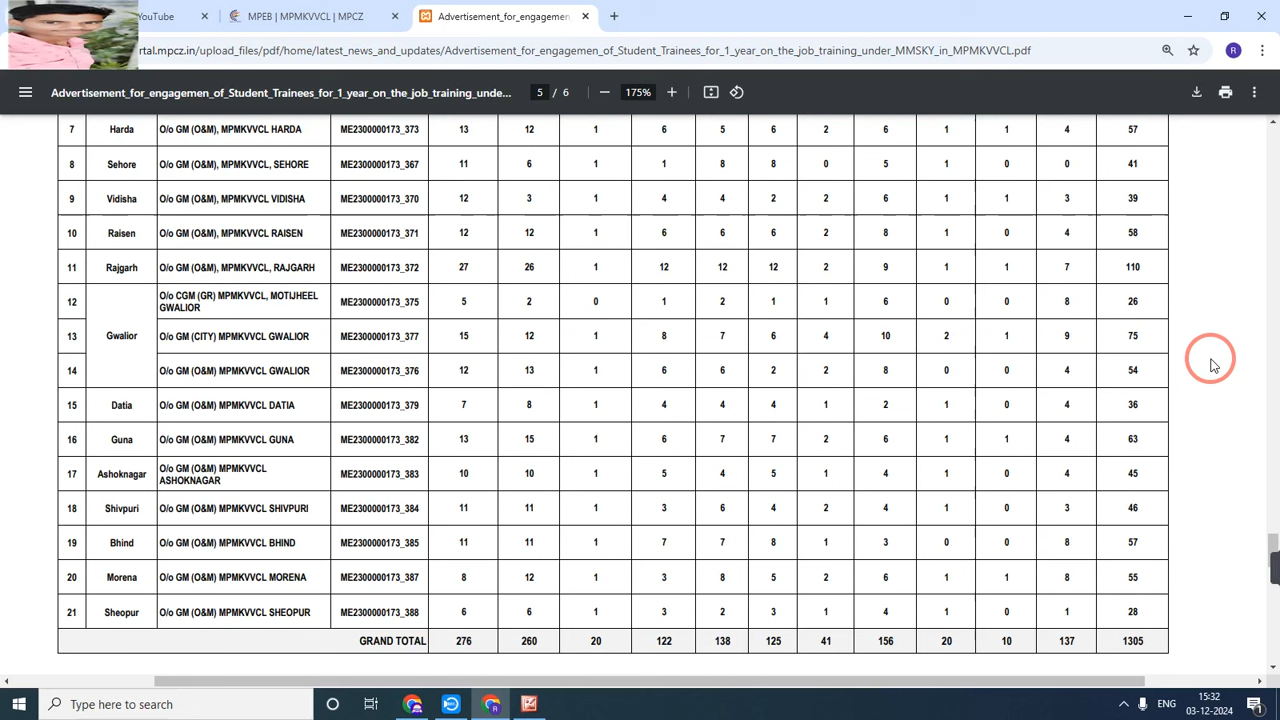 YouTube
MPEB | MPMKVVCL | MPCZ
Advertisement_for_engagemen
rtal.mpcz.in/upload_files/pdf/home/latest_news_and_updates/Advertisement_for_engagemen_of_Student_Trainees_for_1_year_on_the_job_training_under_MMSKY_in_MPMKVVCL.pdf
R
Advertisement_for_engagemen_of_Student_Trainees_for_1_year_on_the_job_training_unde...
5 / 6
175%
7 Harda O/o GM (O&M), MPMKVVCL HARDA ME2300000173_373 13 12 1 6 5 6 2 6 1 1 4 57
8 Sehore O/o GM (O&M), MPMKVVCL, SEHORE ME2300000173_367 11 6 1 1 8 8 0 5 1 0 0 41
9 Vidisha O/o GM (O&M), MPMKVVCL VIDISHA ME2300000173_370 12 3 1 4 4 2 2 6 1 1 3 39
10 Raisen O/o GM (O&M), MPMKVVCL RAISEN ME2300000173_371 12 12 1 6 6 6 2 8 1 0 4 58
11 Rajgarh O/o GM (O&M), MPMKVVCL, RAJGARH ME2300000173_372 27 26 1 12 12 12 2 9 1 1 7 110
12 O/o CGM (GR) MPMKVVCL, MOTIJHEEL
GWALIOR ME2300000173_375 5 2 0 1 2 1 1 6 0 0 8 26
13 Gwalior O/o GM (CITY) MPMKVVCL GWALIOR ME2300000173_377 15 12 1 8 7 6 4 10 2 1 9 75
14 O/o GM (O&M) MPMKVVCL GWALIOR ME2300000173_376 12 13 1 6 6 2 2 8 0 0 4 54
15 Datia O/o GM (O&M) MPMKVVCL DATIA ME2300000173_379 7 8 1 4 4 4 1 2 1 0 4 36
16 Guna O/o GM (O&M) MPMKVVCL GUNA ME2300000173_382 13 15 1 6 7 7 2 6 1 1 4 63
17 Ashoknagar O/o GM (O&M) MPMKVVCL
ASHOKNAGAR ME2300000173_383 10 10 1 5 4 5 1 4 1 0 4 45
18 Shivpuri O/o GM (O&M) MPMKVVCL SHIVPURI ME2300000173_384 11 11 1 3 6 4 2 4 1 0 3 46
19 Bhind O/o GM (O&M) MPMKVVCL BHIND ME2300000173_385 11 11 1 7 7 8 1 3 0 0 8 57
20 Morena O/o GM (O&M) MPMKVVCL MORENA ME2300000173_387 8 12 1 3 8 5 2 6 1 1 8 55
21 Sheopur O/o GM (O&M) MPMKVVCL SHEOPUR ME2300000173_388 6 6 1 3 2 3 1 4 1 0 1 28
GRAND TOTAL 276 260 20 122 138 125 41 156 20 10 137 1305
Type here to search
ENG
15:32
03-12-2024
1